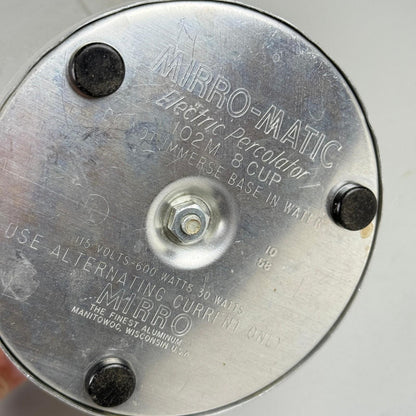 MIRRO-MATIC
Electric Percolator
102M 8 CUP
IMMERSE BASE IN WATER
10
58
115 VOLTS-600 WATTS 30 WATTS
USE ALTERNATING CURRENT ONLY
MIRRO
THE FINEST ALUMINUM
MANITOWOC, WISCONSIN U.S.A.